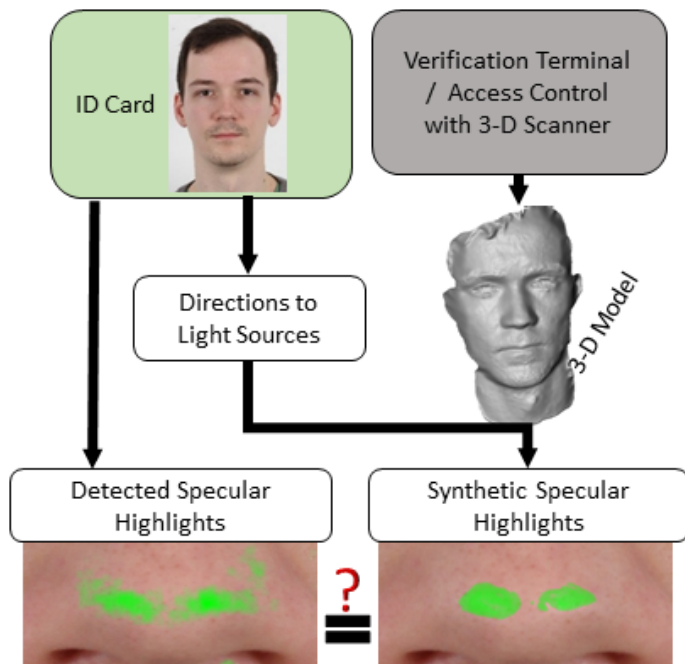 ID Card
Verification Terminal
/ Access Control
with 3-D Scanner
Directions to
Light Sources
3-D Model
Detected Specular
Highlights
Synthetic Specular
Highlights
?
=